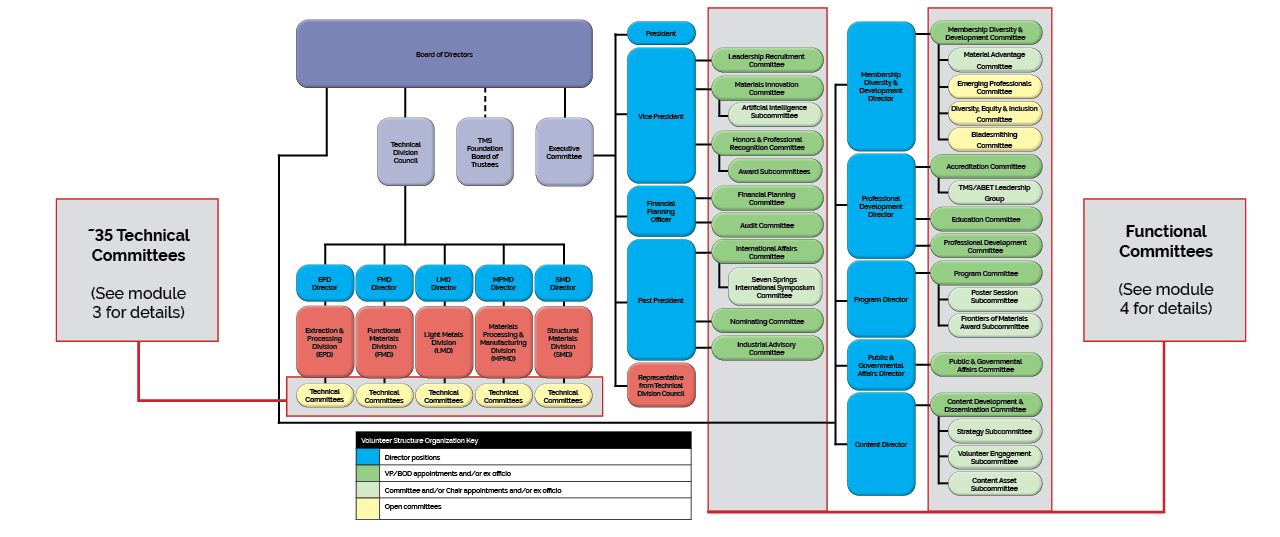 Board of Directors
Technical
Division
Council
TMS
Foundation
Board of
Trustees
Executive
Committee
~35 Technical
Committees
(See module
3 for details)
EPD
Director
FMD
Director
LMD
Director
MPMD
Director
SMD
Director
Extraction &
Processing
Division
(EPD)
Functional
Materials
Division
(FMD)
Light Metals
Division
(LMD)
Materials
Processing &
Manufacturing
Division
(MPMD)
Structural
Materials
Division
(SMD)
Technical
Committees
Technical
Committees
Technical
Committees
Technical
Committees
Technical
Committees
President
Vice President
Financial
Planning
Officer
Past President
Representative
from Technical
Division Council
Leadership Recruitment
Committee
Materials Innovation
Committee
Artificial Intelligence
Subcommittee
Honors & Professional
Recognition Committee
Award Subcommittees
Financial Planning
Committee
Audit Committee
International Affairs
Committee
Seven Springs
International Symposium
Committee
Nominating Committee
Industrial Advisory
Committee
Membership
Diversity &
Development
Director
Professional
Development
Director
Program Director
Public &
Governmental
Affairs Director
Content Director
Membership Diversity &
Development Committee
Material Advantage
Committee
Emerging Professionals
Committee
Diversity, Equity & Inclusion
Committee
Bladesmithing
Committee
Accreditation Committee
TMS/ABET Leadership
Group
Education Committee
Professional Development
Committee
Program Committee
Poster Session
Subcommittee
Frontiers of Materials
Award Subcommittee
Public & Governmental
Affairs Committee
Content Development &
Dissemination Committee
Strategy Subcommittee
Volunteer Engagement
Subcommittee
Content Asset
Subcommittee
Functional
Committees
(See module
4 for details)
Volunteer Structure Organization Key
Director positions
VP/BOD appointments and/or ex officio
Committee and/or Chair appointments and/or ex officio
Open committees